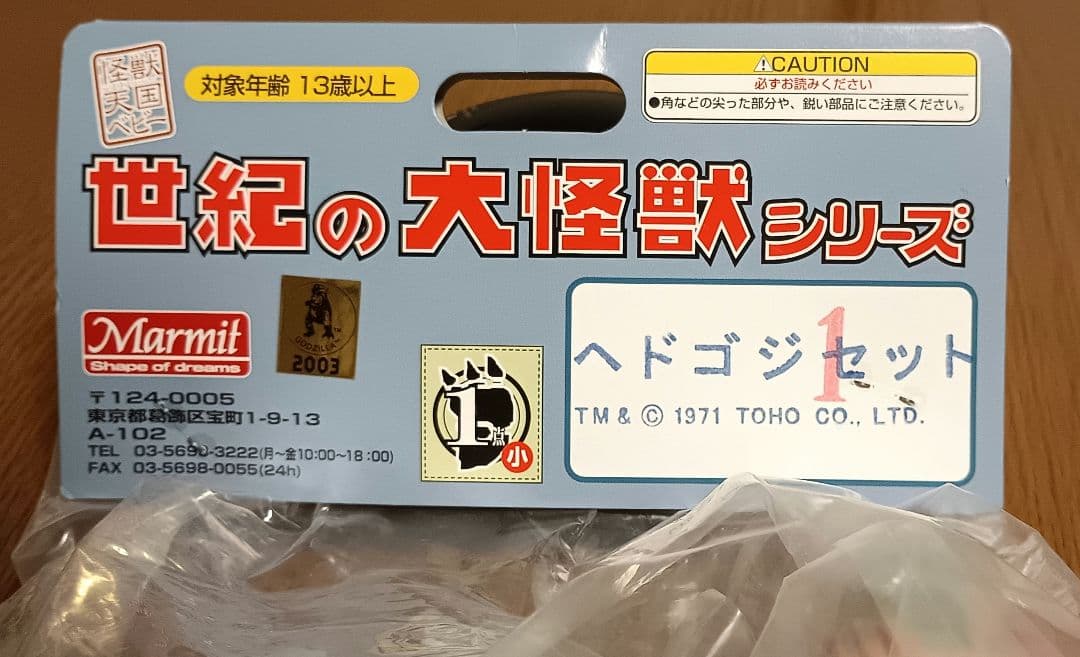 怪獣
天国
ベビー
対象年齢 13歳以上
⚠CAUTION
必ずお読みください
●角などの尖った部分や、鋭い部品にご注意ください。
世紀の大怪獣シリーズ
Marmit
Shape of dreams
GODZILLA
TM
2003
1点
小
ヘドゴジセット
1
TM & © 1971 TOHO CO., LTD.
〒124-0005
東京都葛飾区宝町1-9-13
A-102
TEL 03-5698-3222(月~金10:00~18:00)
FAX 03-5698-0055(24h)